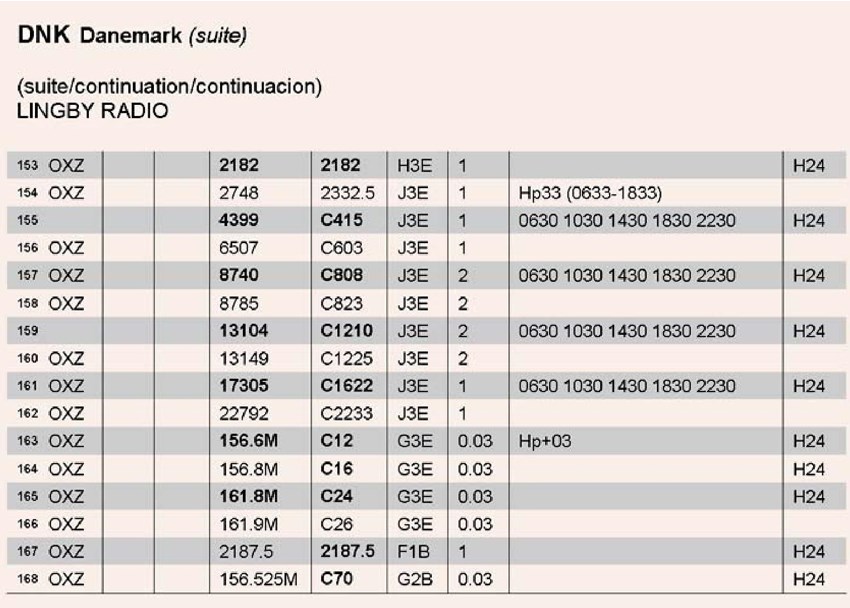 DNK Danemark (suite)
(suite/continuation/continuacion)
LINGBY RADIO
153 OXZ 2182 2182 H3E 1 H24
154 OXZ 2748 2332.5 J3E 1 Hp33 (0633-1833)
155 4399 C415 J3E 1 0630 1030 1430 1830 2230 H24
156 OXZ 6507 C603 J3E 1
157 OXZ 8740 C808 J3E 2 0630 1030 1430 1830 2230 H24
158 OXZ 8785 C823 J3E 2
159 13104 C1210 J3E 2 0630 1030 1430 1830 2230 H24
160 OXZ 13149 C1225 J3E 2
161 OXZ 17305 C1622 J3E 1 0630 1030 1430 1830 2230 H24
162 OXZ 22792 C2233 J3E 1
163 OXZ 156.6M C12 G3E 0.03 Hp+03 H24
164 OXZ 156.8M C16 G3E 0.03 H24
165 OXZ 161.8M C24 G3E 0.03 H24
166 OXZ 161.9M C26 G3E 0.03
167 OXZ 2187.5 2187.5 F1B 1 H24
168 OXZ 156.525M C70 G2B 0.03 H24